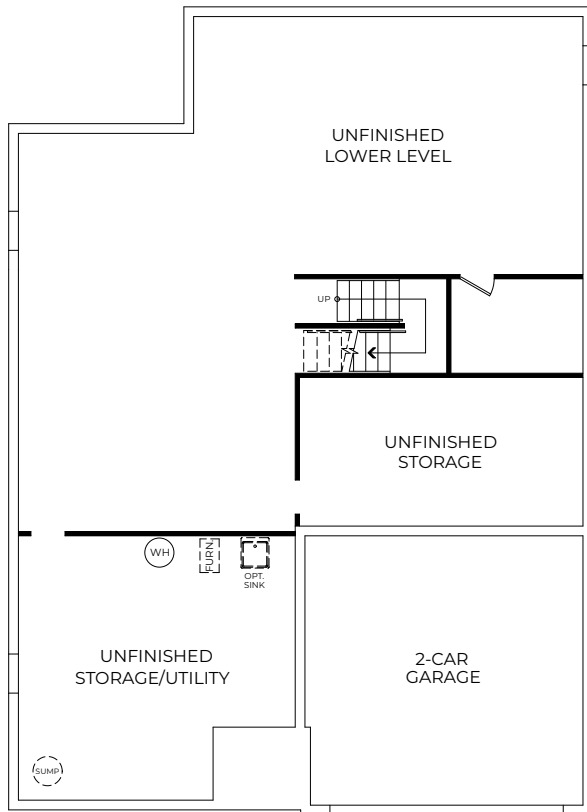 UNFINISHED
LOWER LEVEL
UP
UNFINISHED
STORAGE
WH
FURN.
OPT.
SINK
UNFINISHED
STORAGE/UTILITY
2-CAR
GARAGE
SUMP